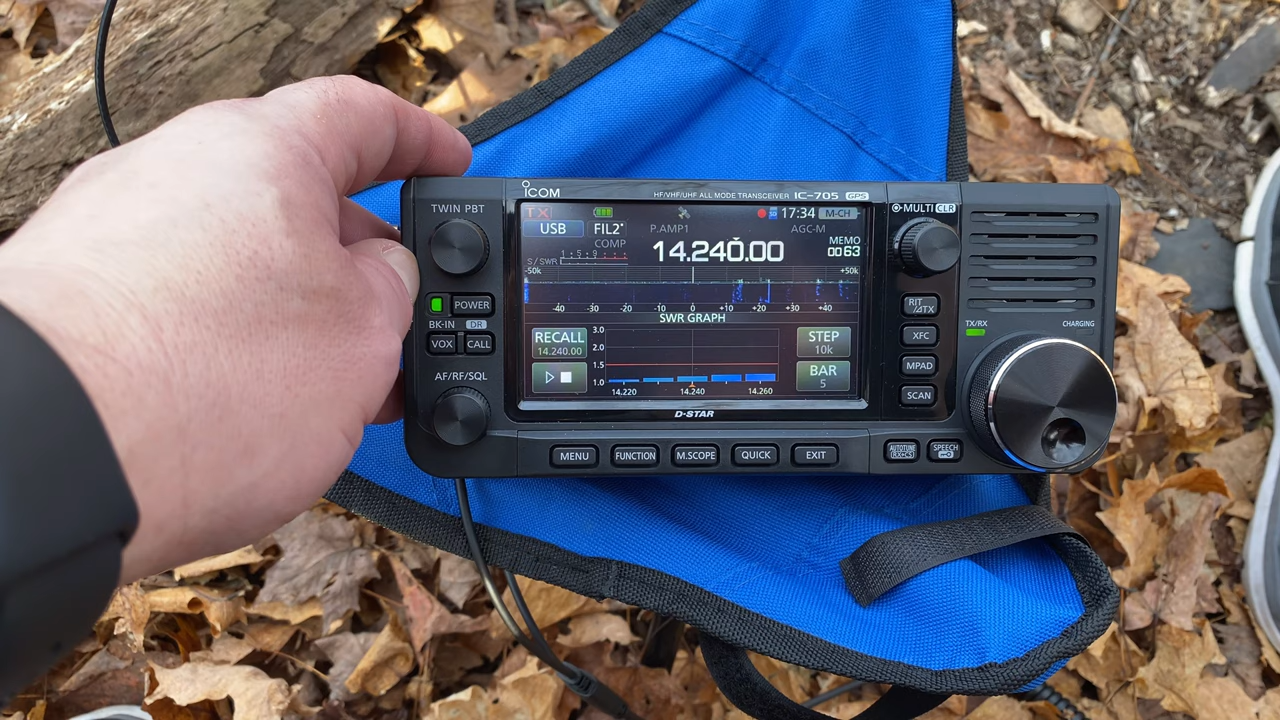 ICOM
HF/VHF/UHF ALL MODE TRANSCEIVER IC-705 GPS
TWIN PBT
MULTI CLR
TX 17:34 M-CH
USB FIL2 P.AMP1 AGC-M
COMP
14.240.00
MEMO
0063
S/SWR 1 5 9
-50k +50k
-40 -30 -20 -10 0 +10 +20 +30 +40
SWR GRAPH
RECALL
14.240.00
3.0
2.0
1.5
1.0
14.220 14.240 14.260
STEP
10k
BAR
5
POWER
BK-IN DR
VOX CALL
AF/RF/SQL
RIT/ΔTX
XFC
MPAD
SCAN
TX/RX CHARGING
D-STAR
MENU FUNCTION M.SCOPE QUICK EXIT
AUTOTUNE
RX→CS
SPEECH